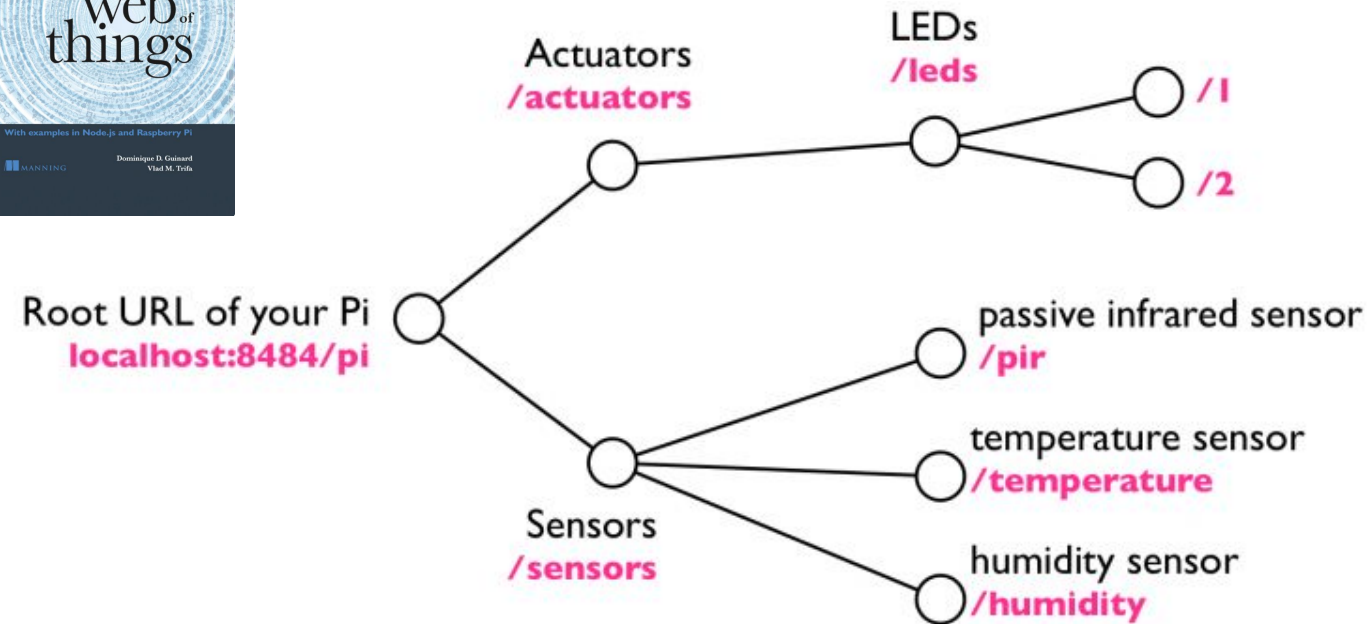 web of
things
With examples in Node.js and Raspberry Pi
MANNING
Dominique D. Guinard
Vlad M. Trifa
Actuators
/actuators
LEDs
/leds
/1
/2
Root URL of your Pi
localhost:8484/pi
passive infrared sensor
/pir
temperature sensor
/temperature
Sensors
/sensors
humidity sensor
/humidity